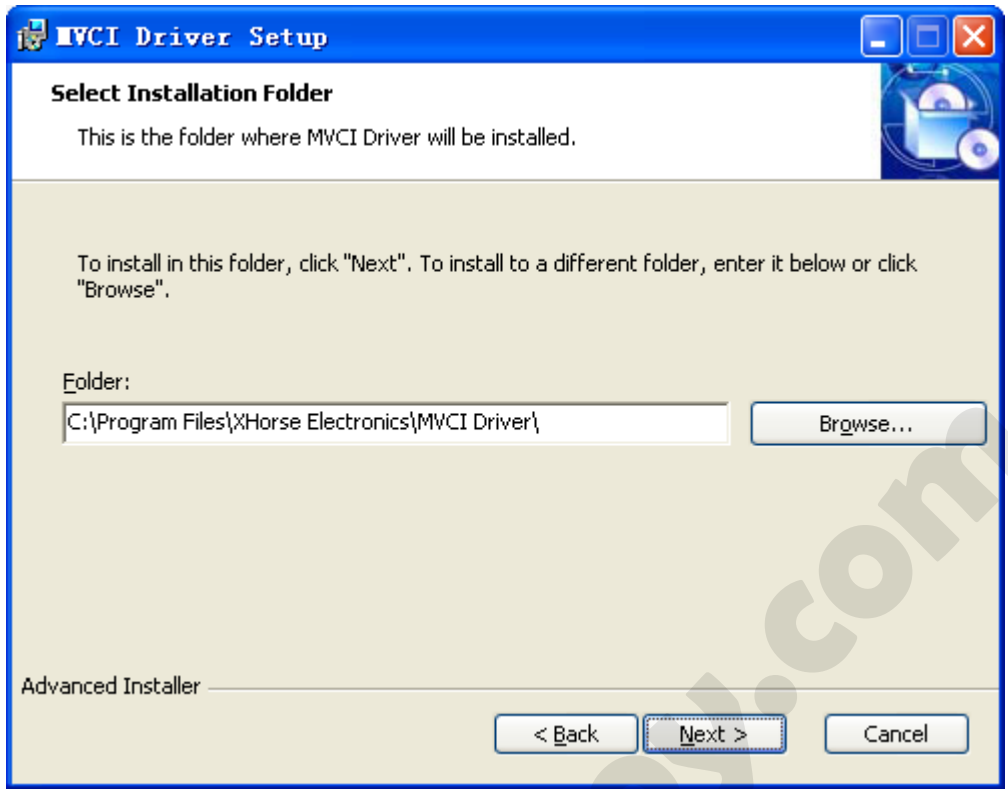 MVCI Driver Setup
Select Installation Folder
This is the folder where MVCI Driver will be installed.
To install in this folder, click "Next". To install to a different folder, enter it below or click
"Browse".
Folder:
C:\Program Files\XHorse Electronics\MVCI Driver\
Browse...
Advanced Installer
< Back
Next >
Cancel